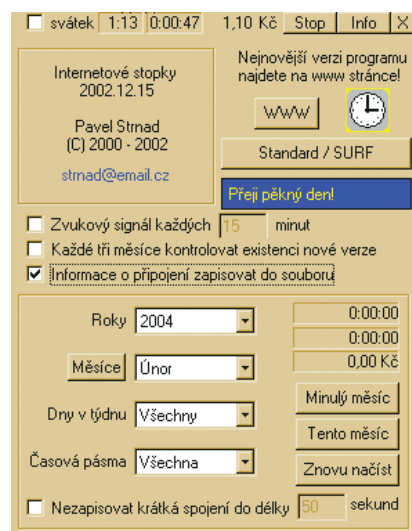 svátek 1:13 0:00:47 1,10 Kč Stop Info X
Internetové stopky
2002.12.15
Pavel Strnad
(C) 2000 - 2002
strnad@email.cz
Nejnovější verzi programu
najdete na www stránce!
WWW
Standard / SURF
Přeji pěkný den!
Zvukový signál každých 15 minut
Každé tři měsíce kontrolovat existenci nové verze
Informace o připojení zapisovat do souboru
Roky 2004 0:00:00
0:00:00
Měsíce Únor 0,00 Kč
Minulý měsíc
Dny v týdnu Všechny
Tento měsíc
Časová pásma Všechna Znovu načíst
Nezapisovat krátká spojení do délky 50 sekund